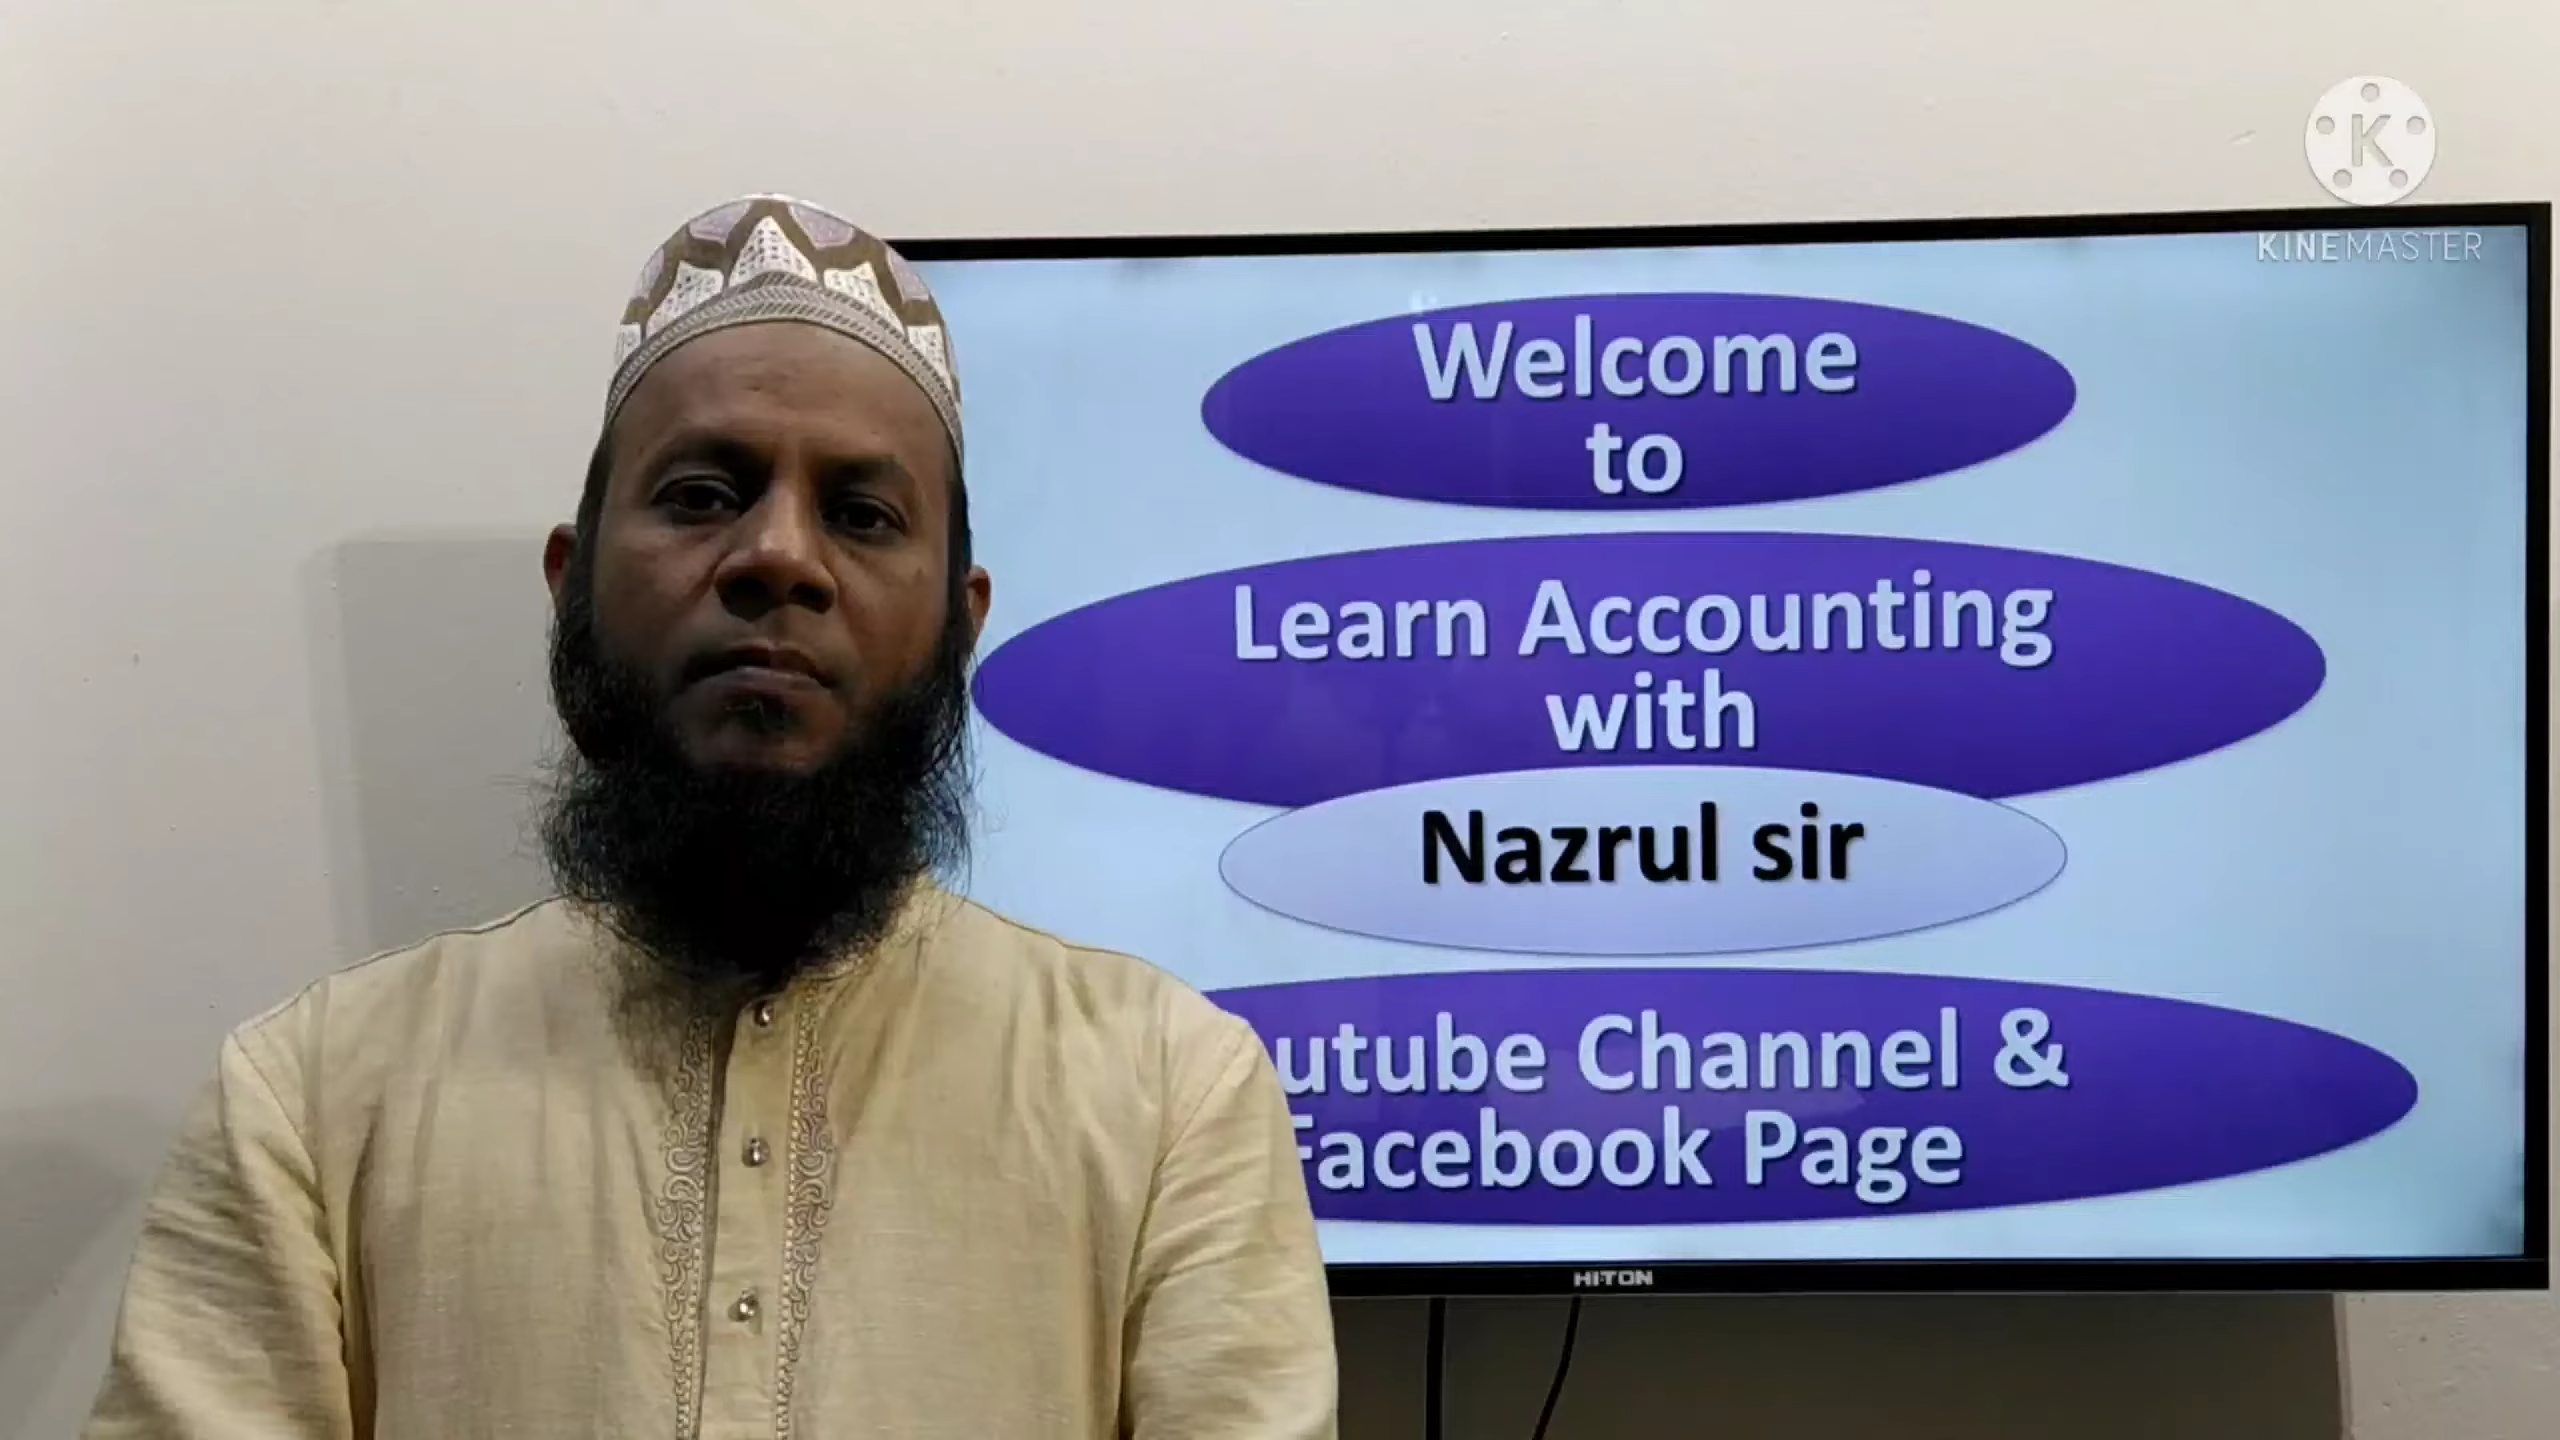 K
KINEMASTER
Welcome
to
Learn Accounting
with
Nazrul sir
utube Channel &
Facebook Page
HITON